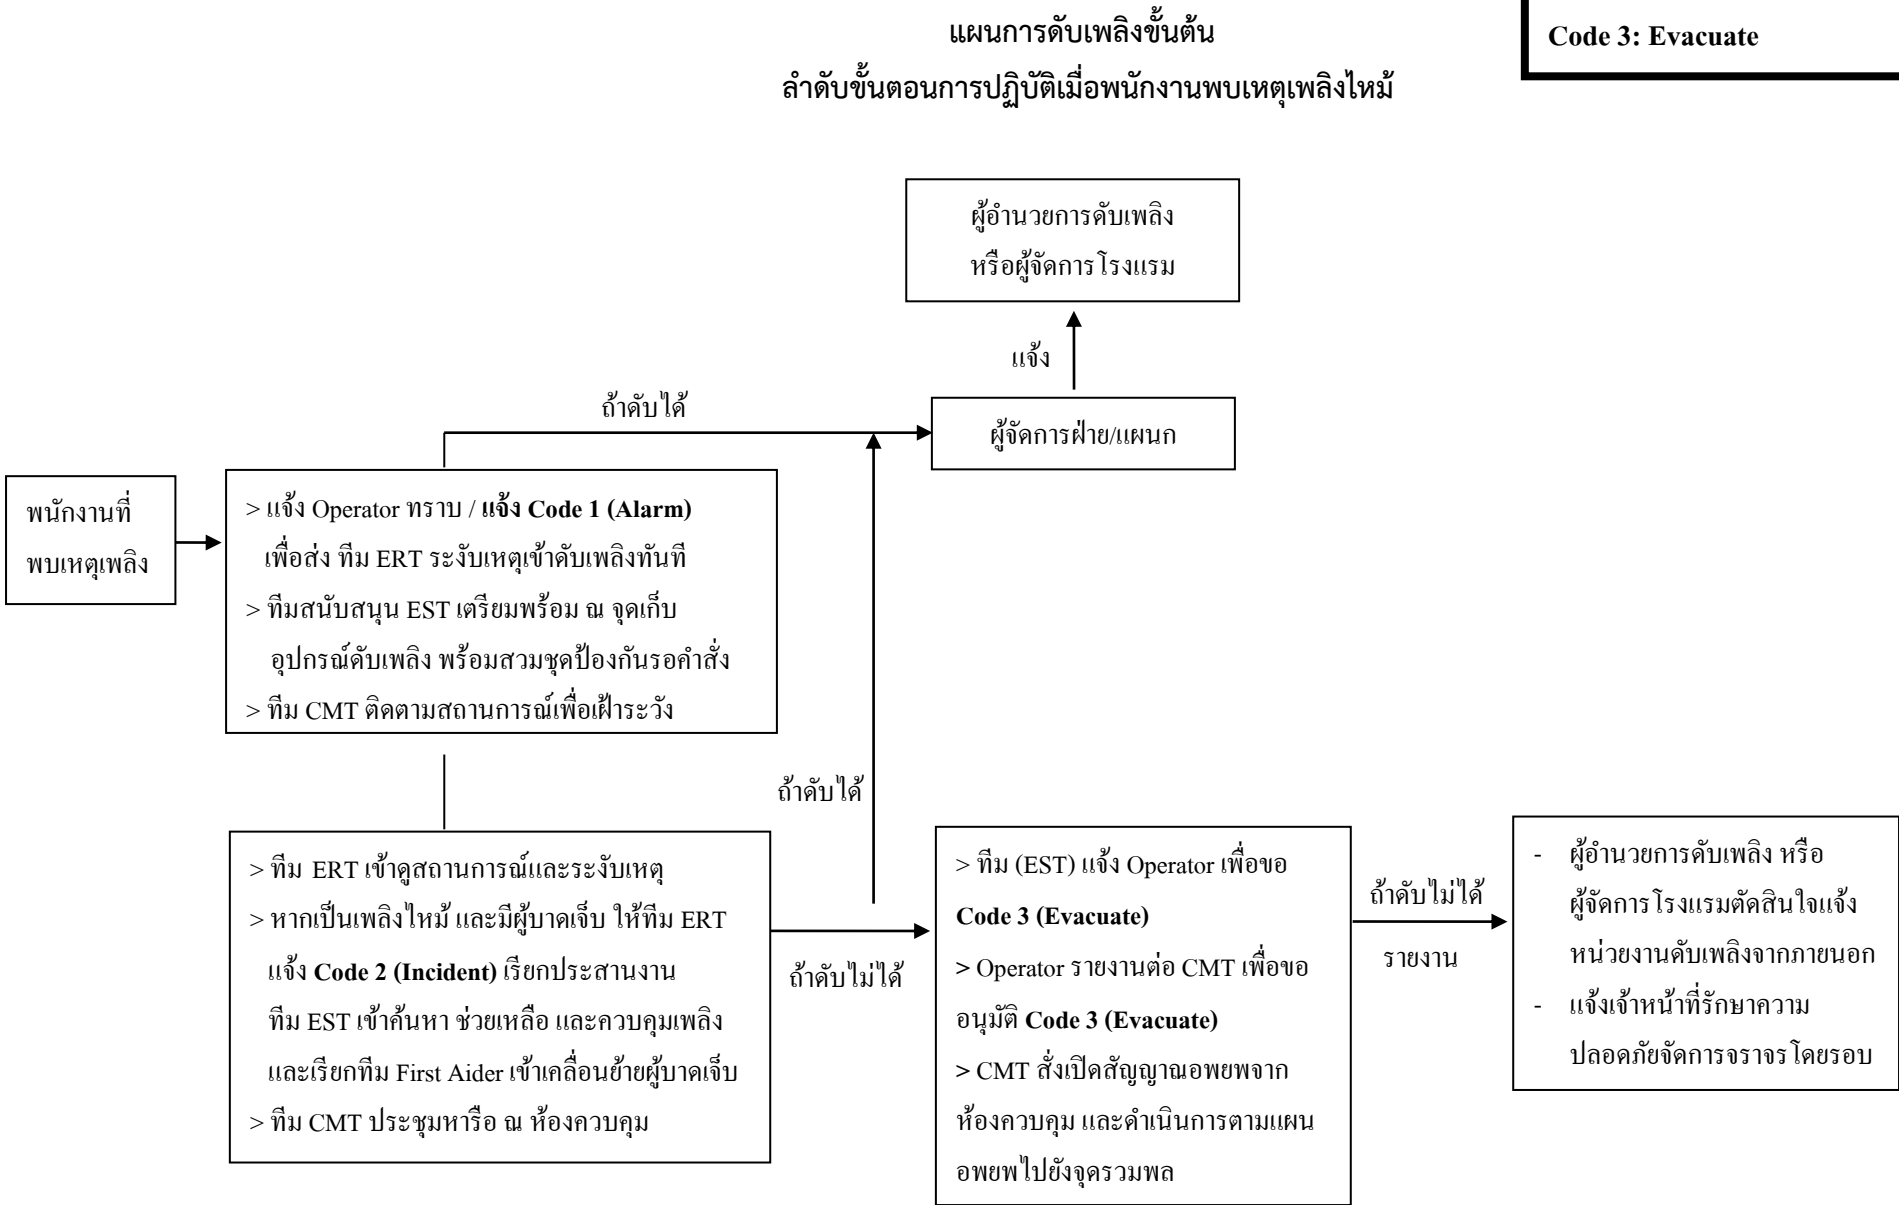 แผนการดับเพลิงขั้นต้น
ลำดับขั้นตอนการปฏิบัติเมื่อพนักงานพบเหตุเพลิงไหม้
Code 3: Evacuate
ผู้อำนวยการดับเพลิง
หรือผู้จัดการโรงแรม
แจ้ง
ถ้าดับได้
ผู้จัดการฝ่าย/แผนก
พนักงานที่
พบเหตุเพลิง
> แจ้ง Operator ทราบ / แจ้ง Code 1 (Alarm)
เพื่อส่ง ทีม ERT ระงับเหตุเข้าดับเพลิงทันที
> ทีมสนับสนุน EST เตรียมพร้อม ณ จุดเก็บ
อุปกรณ์ดับเพลิง พร้อมสวมชุดป้องกันรอคำสั่ง
> ทีม CMT ติดตามสถานการณ์เพื่อเฝ้าระวัง
ถ้าดับได้
> ทีม ERT เข้าดูสถานการณ์และระงับเหตุ
> หากเป็นเพลิงไหม้ และมีผู้บาดเจ็บ ให้ทีม ERT
แจ้ง Code 2 (Incident) เรียกประสานงาน
ทีม EST เข้าค้นหา ช่วยเหลือ และควบคุมเพลิง
และเรียกทีม First Aider เข้าเคลื่อนย้ายผู้บาดเจ็บ
> ทีม CMT ประชุมหารือ ณ ห้องควบคุม
ถ้าดับไม่ได้
> ทีม (EST) แจ้ง Operator เพื่อขอ
Code 3 (Evacuate)
> Operator รายงานต่อ CMT เพื่อขอ
อนุมัติ Code 3 (Evacuate)
> CMT สั่งเปิดสัญญาณอพยพจาก
ห้องควบคุม และดำเนินการตามแผน
อพยพไปยังจุดรวมพล
ถ้าดับไม่ได้
รายงาน
- ผู้อำนวยการดับเพลิง หรือ
ผู้จัดการโรงแรมตัดสินใจแจ้ง
หน่วยงานดับเพลิงจากภายนอก
- แจ้งเจ้าหน้าที่รักษาความ
ปลอดภัยจัดการจราจรโดยรอบ